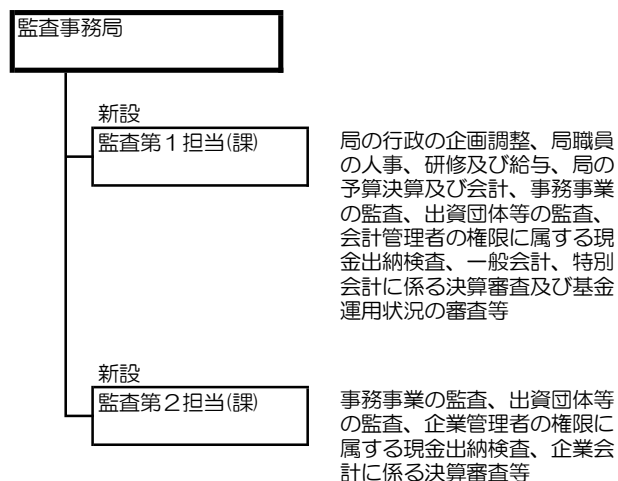 監査事務局
新設
監査第１担当(課)
局の行政の企画調整、局職員
の人事、研修及び給与、局の
予算決算及び会計、事務事業
の監査、出資団体等の監査、
会計管理者の権限に属する現
金出納検査、一般会計、特別
会計に係る決算審査及び基金
運用状況の審査等
新設
監査第２担当(課)
事務事業の監査、出資団体等
の監査、企業管理者の権限に
属する現金出納検査、企業会
計に係る決算審査等